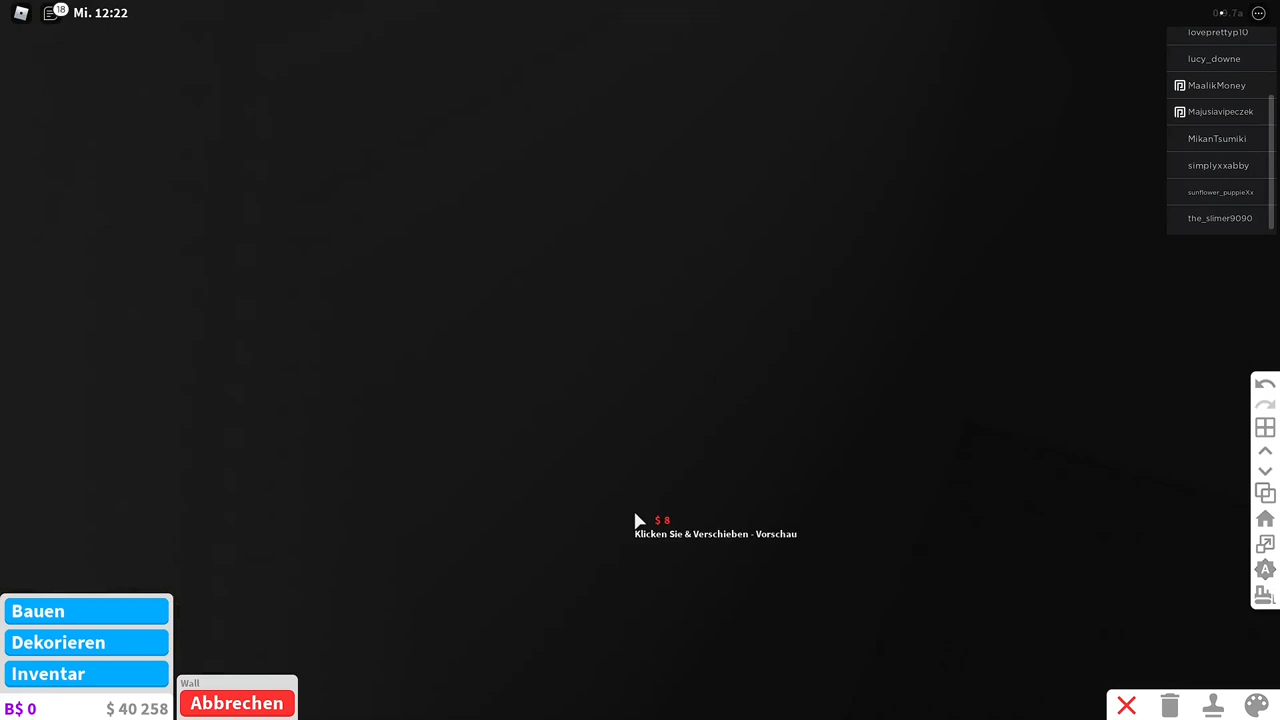 18
Mi. 12:22
loveprettyp10
lucy_downe
MaalikMoney
Majusiavipeczek
MikanTsumiki
simplyxxabby
sunflower_puppieXx
the_slimer9090
$ 8
Klicken Sie & Verschieben - Vorschau
A
Bauen
Dekorieren
Inventar
B$ 0
$ 40 258
Wall
Abbrechen